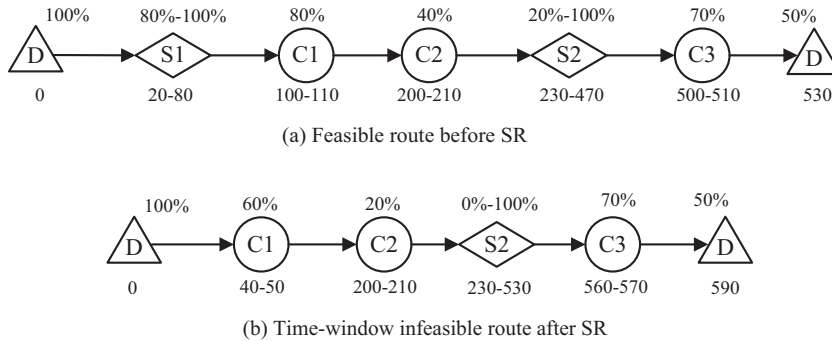 100% 80%-100% 80% 40% 20%-100% 70% 50%
D S1 C1 C2 S2 C3 D
0 20-80 100-110 200-210 230-470 500-510 530
(a) Feasible route before SR
100% 60% 20% 0%-100% 70% 50%
D C1 C2 S2 C3 D
0 40-50 200-210 230-530 560-570 590
(b) Time-window infeasible route after SR